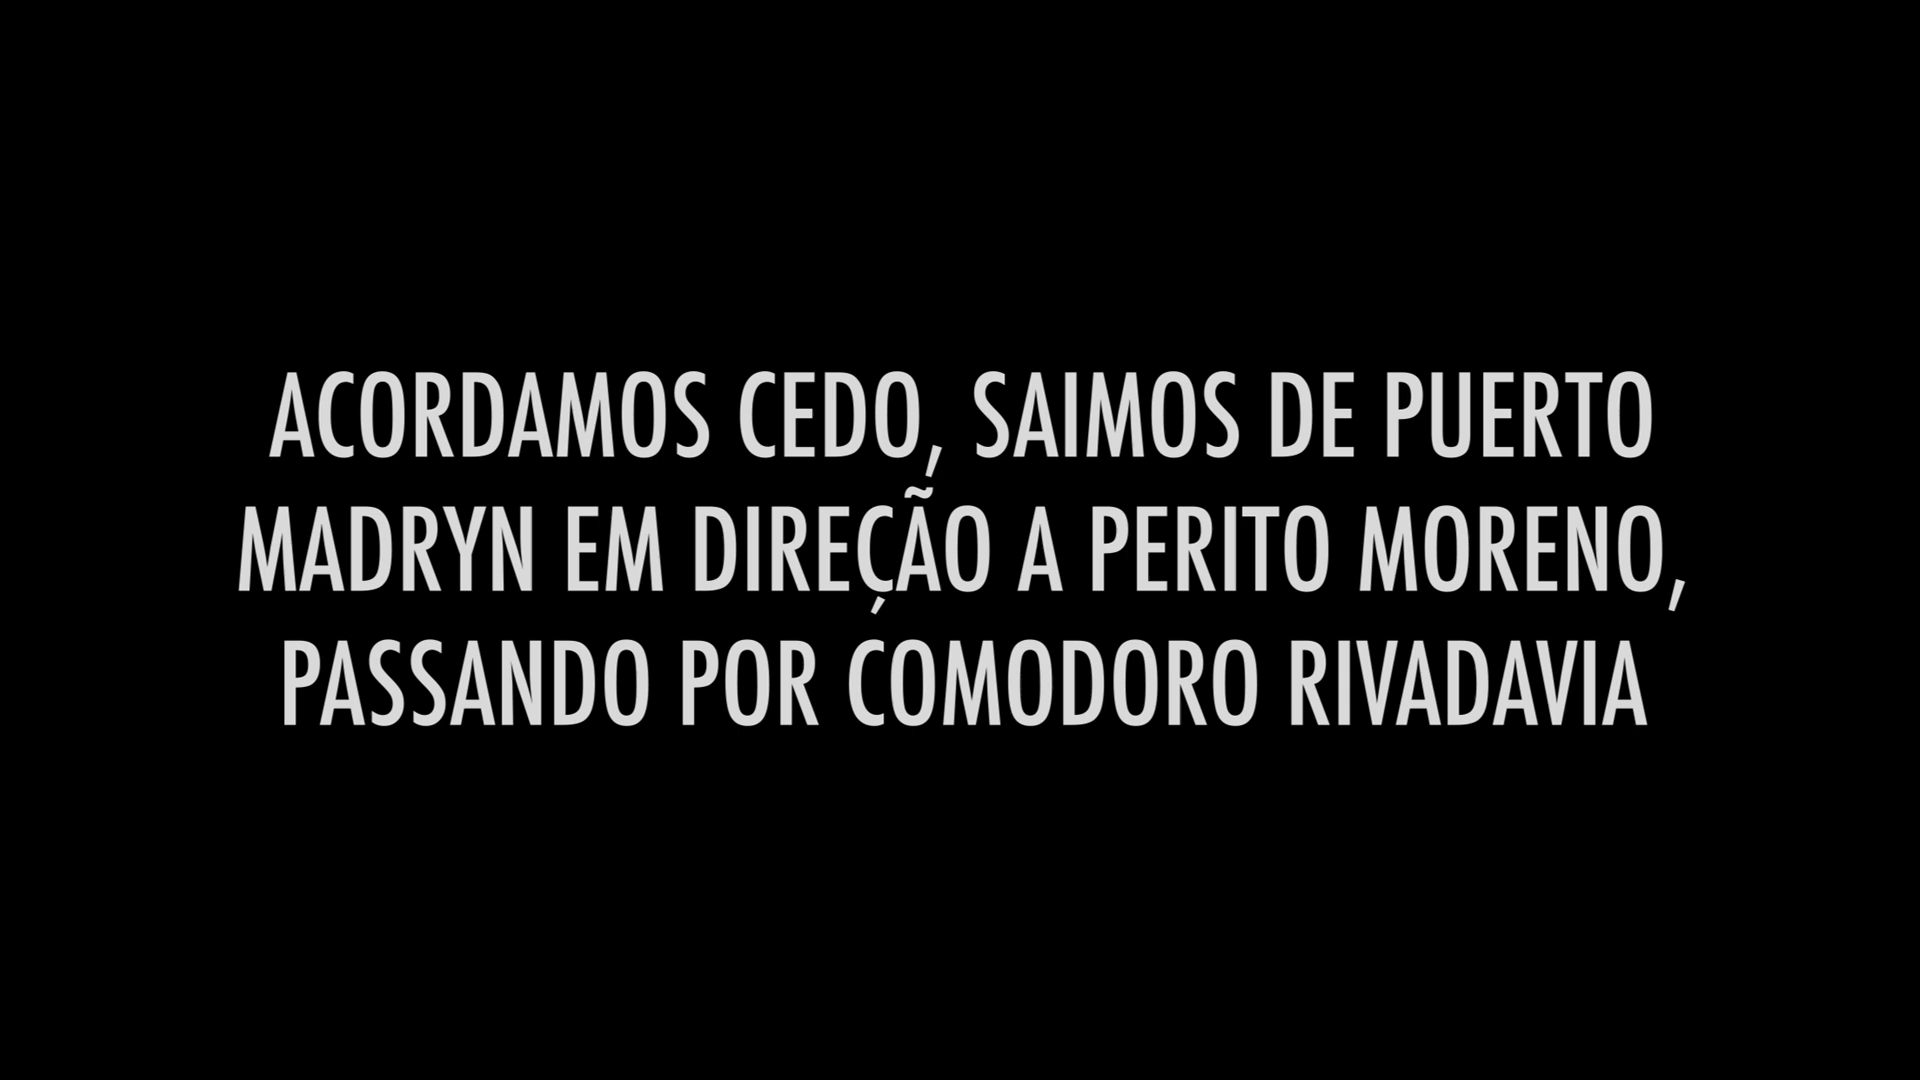 ACORDAMOS CEDO, SAIMOS DE PUERTO
MADRYN EM DIREÇÃO A PERITO MORENO,
PASSANDO POR COMODORO RIVADAVIA